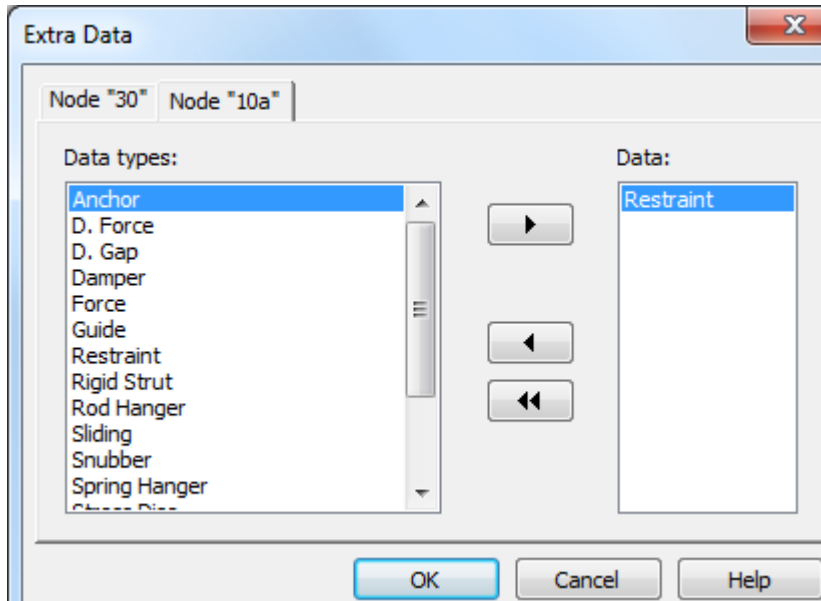 Extra Data
Node "30" Node "10a"
Data types: Data:
Anchor Restraint
D. Force
D. Gap
Damper
Force
Guide
Restraint
Rigid Strut
Rod Hanger
Sliding
Snubber
Spring Hanger
OK Cancel Help